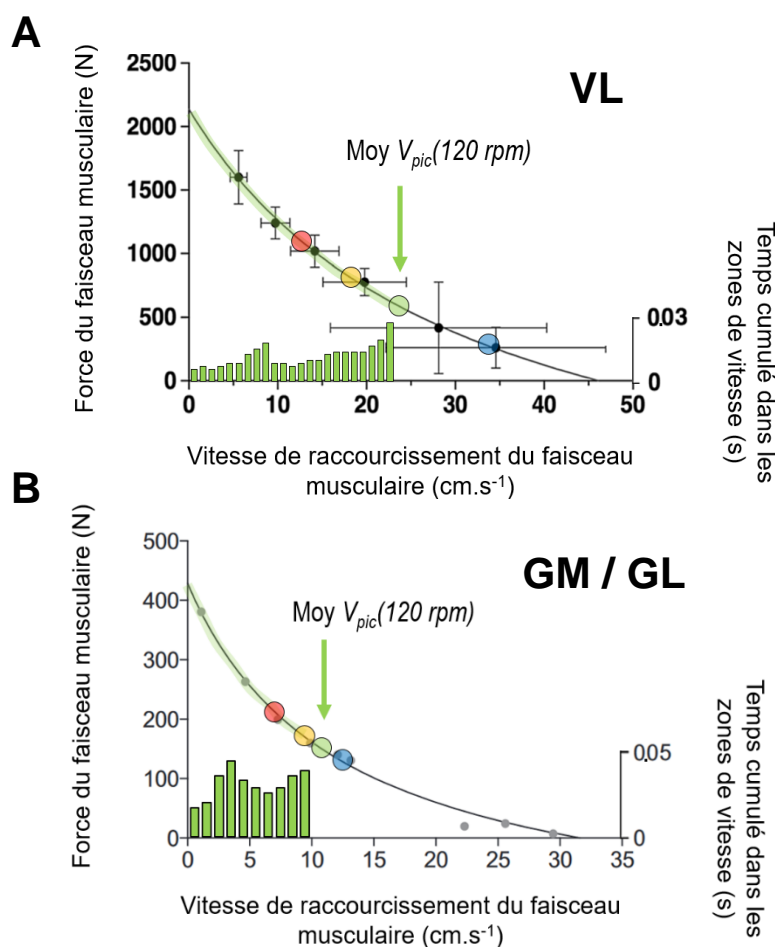 A
VL
Force du faisceau musculaire (N)
2500
2000
1500
1000
500
0
Moy Vpic(120 rpm)
0.03
0
Temps cumulé dans les
zones de vitesse (s)
0
10
20
30
40
50
Vitesse de raccourcissement du faisceau
musculaire (cm.s-1)
B
GM / GL
Force du faisceau musculaire (N)
500
400
300
200
100
0
Moy Vpic(120 rpm)
0.05
0
Temps cumulé dans les
zones de vitesse (s)
0
5
10
15
20
25
30
35
Vitesse de raccourcissement du faisceau
musculaire (cm.s-1)